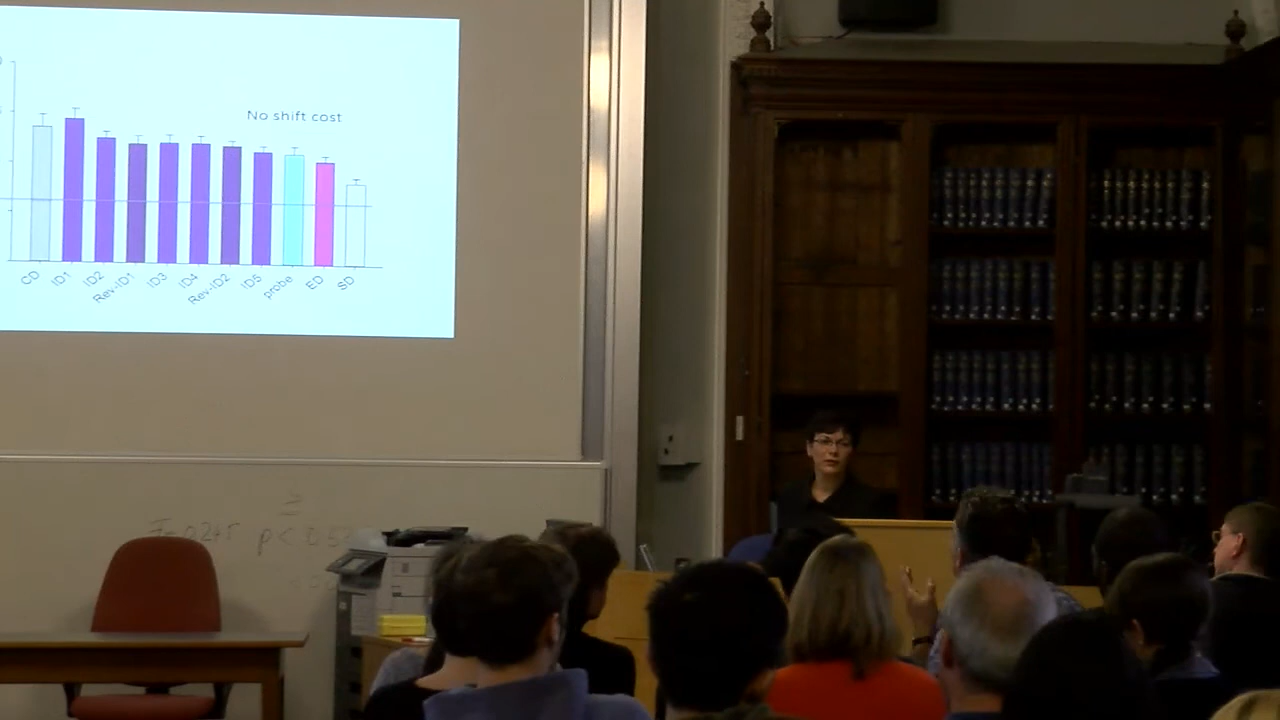 No shift cost
CD ID1 ID2 Rev-ID1 ID3 ID4 Rev-ID2 ID5 probe ED SD